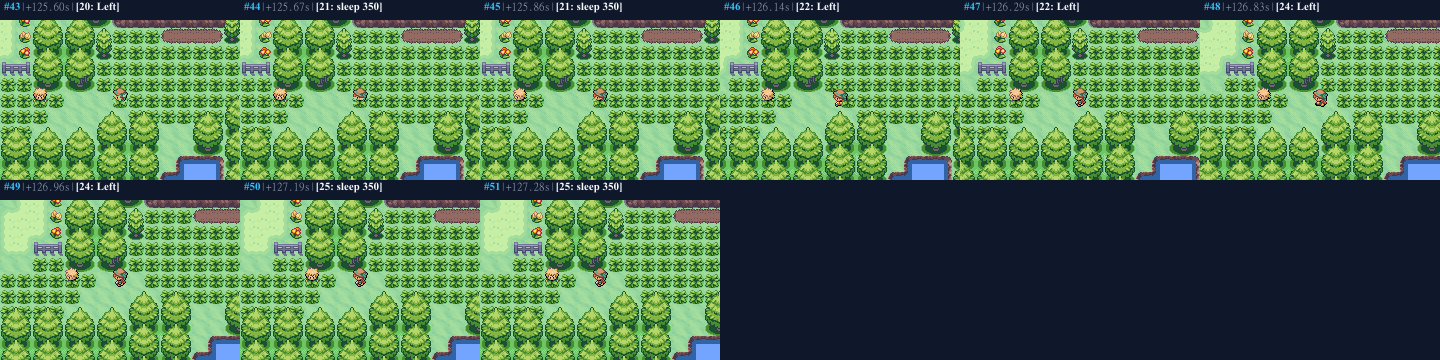 #43|+125.60s| [20: Left]
#44|+125.67s| [21: sleep 350]
#45|+125.86s| [21: sleep 350]
#46|+126.14s| [22: Left]
#47|+126.29s| [22: Left]
#48|+126.83s| [24: Left]
#49|+126.96s| [24: Left]
#50|+127.19s| [25: sleep 350]
#51|+127.28s| [25: sleep 350]